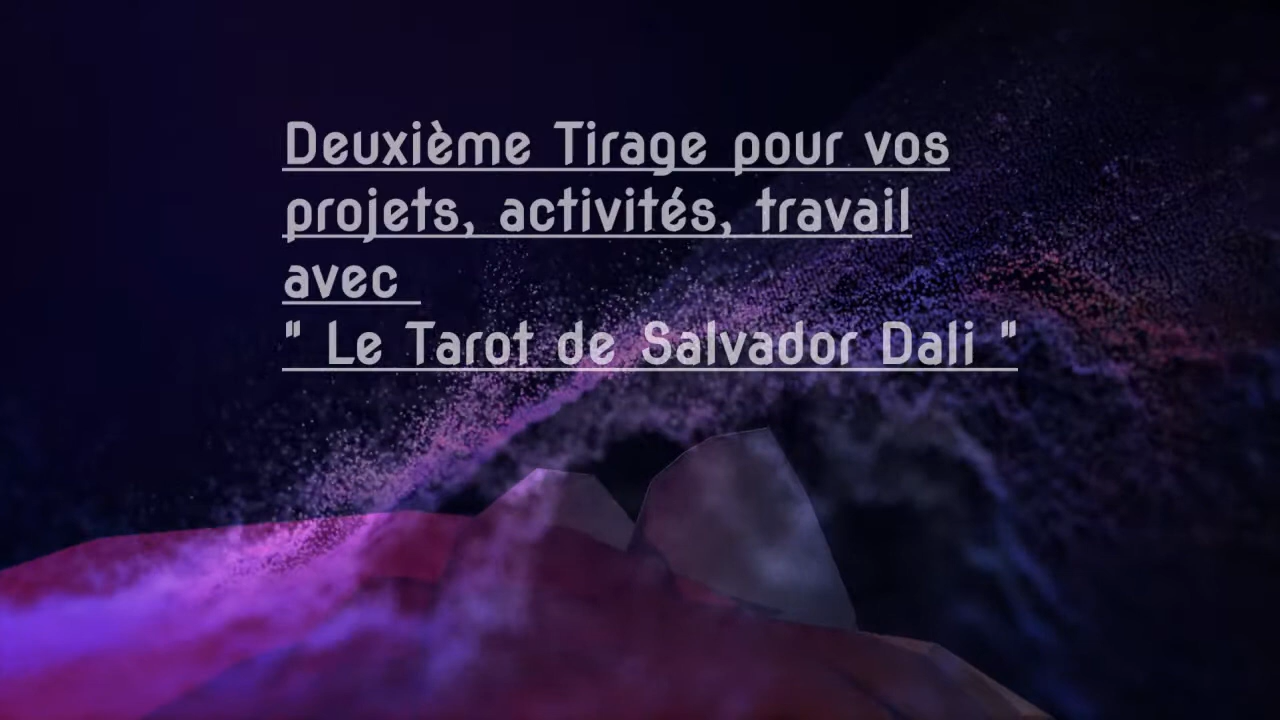 Deuxième Tirage pour vos
projets, activités, travail
avec
" Le Tarot de Salvador Dali "